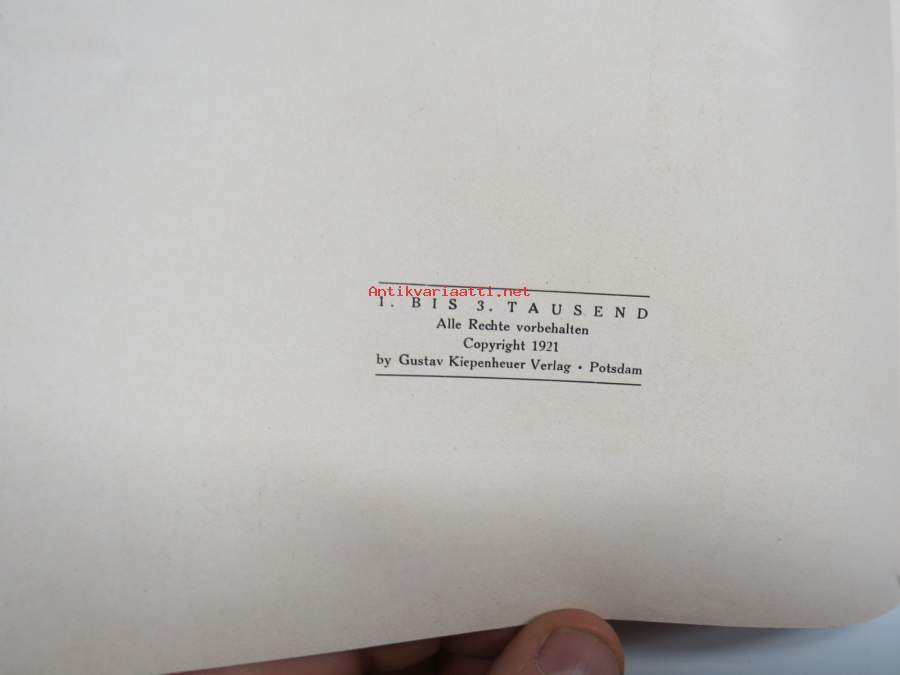 Antikvariaatti.net
1. BIS 3. TAUSEND
Alle Rechte vorbehalten
Copyright 1921
by Gustav Kiepenheuer Verlag • Potsdam